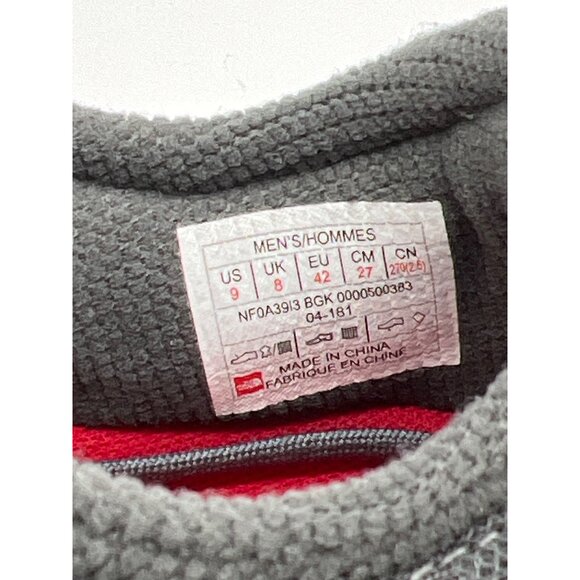 MEN'S/HOMMES
US UK EU CM CN
9 8 42 27 270(2.5)
NF0A39I3 BGK 0000500383
04-181
MADE IN CHINA
FABRIQUE EN CHINE